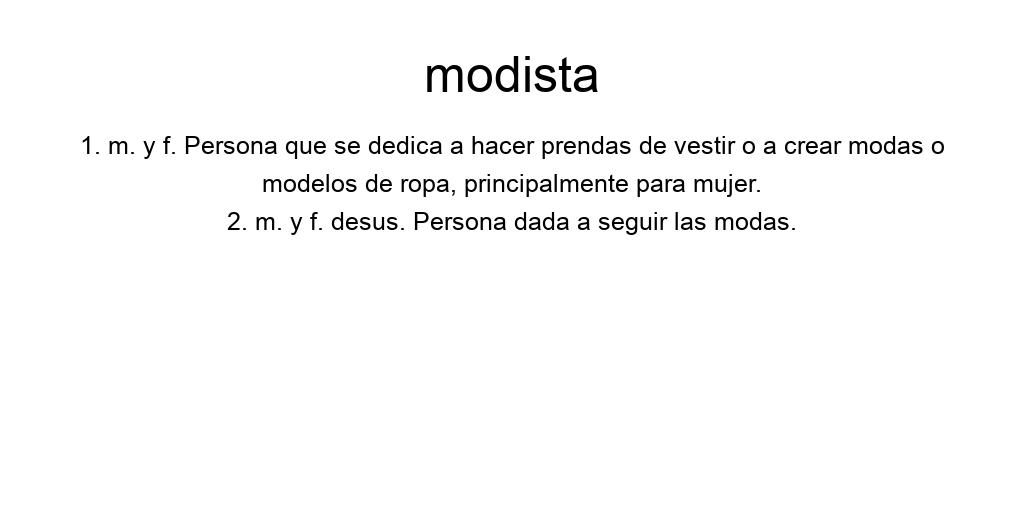 modista
1. m. y f. Persona que se dedica a hacer prendas de vestir o a crear modas o
modelos de ropa, principalmente para mujer.
2. m. y f. desus. Persona dada a seguir las modas.